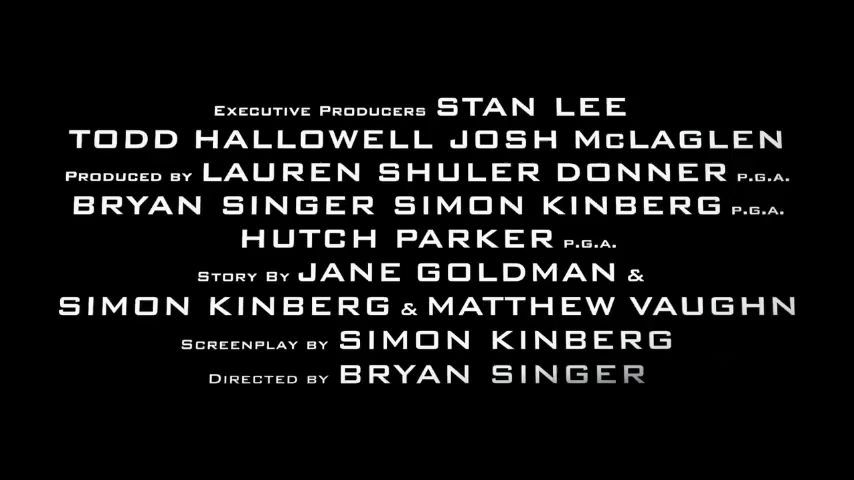 Executive Producers STAN LEE
TODD HALLOWELL JOSH McLAGLEN
Produced by LAUREN SHULER DONNER P.G.A.
BRYAN SINGER SIMON KINBERG P.G.A.
HUTCH PARKER P.G.A.
Story By JANE GOLDMAN &
SIMON KINBERG & MATTHEW VAUGHN
Screenplay by SIMON KINBERG
Directed by BRYAN SINGER